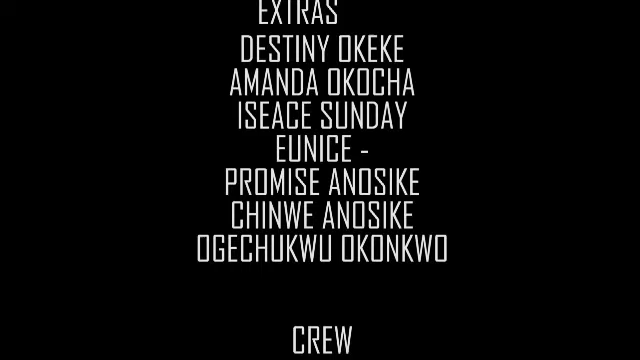 EXTRAS
DESTINY OKEKE
AMANDA OKOCHA
ISEACE SUNDAY
EUNICE -
PROMISE ANOSIKE
CHINWE ANOSIKE
OGECHUKWU OKONKWO
CREW